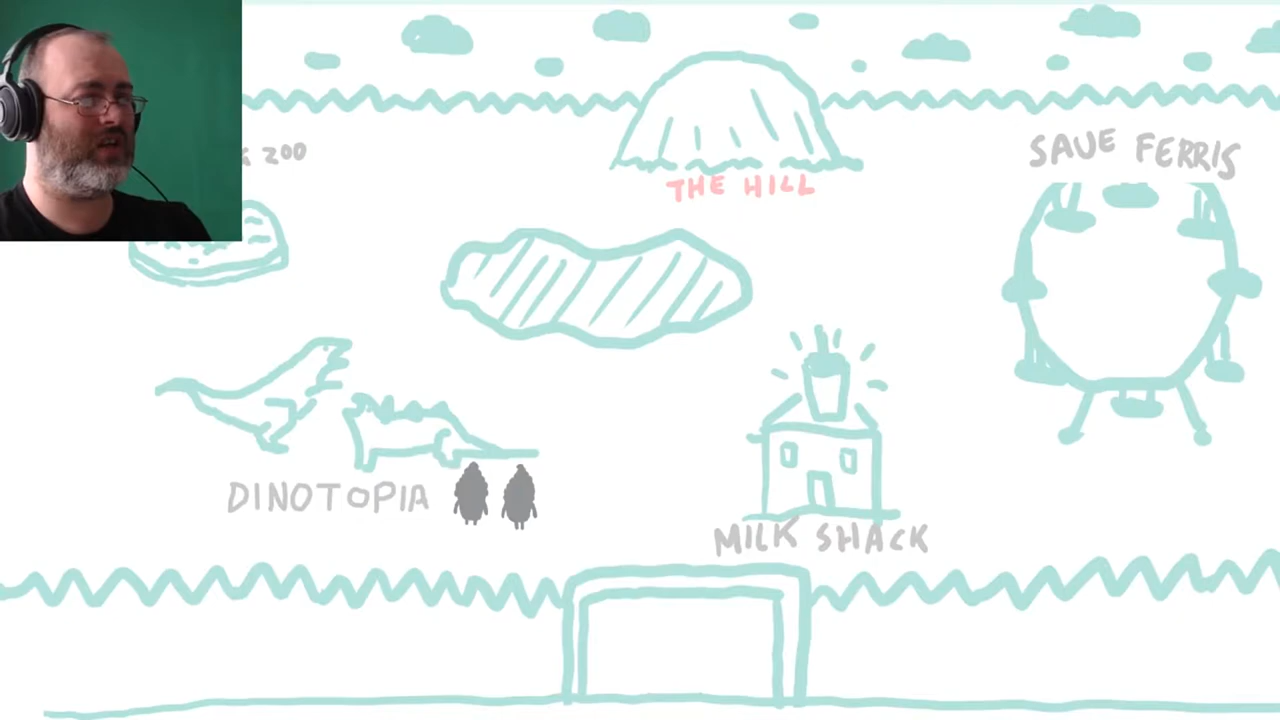 ZOO
SAVE FERRIS
THE HILL
DINOTOPIA
MILK SHACK